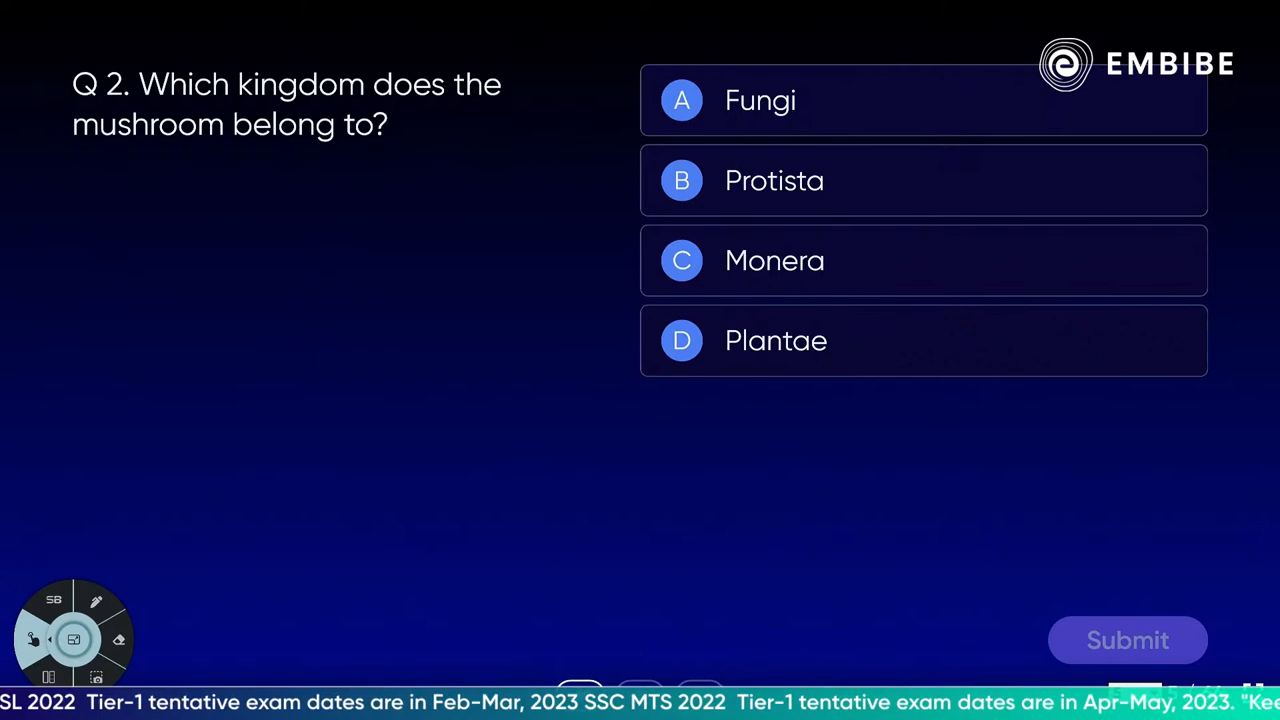 EMBIBE
Q 2. Which kingdom does the
mushroom belong to?
A Fungi
B Protista
C Monera
D Plantae
SB
Submit
SL 2022 Tier-1 tentative exam dates are in Feb-Mar, 2023 SSC MTS 2022 Tier-1 tentative exam dates are in Apr-May, 2023. "Kee